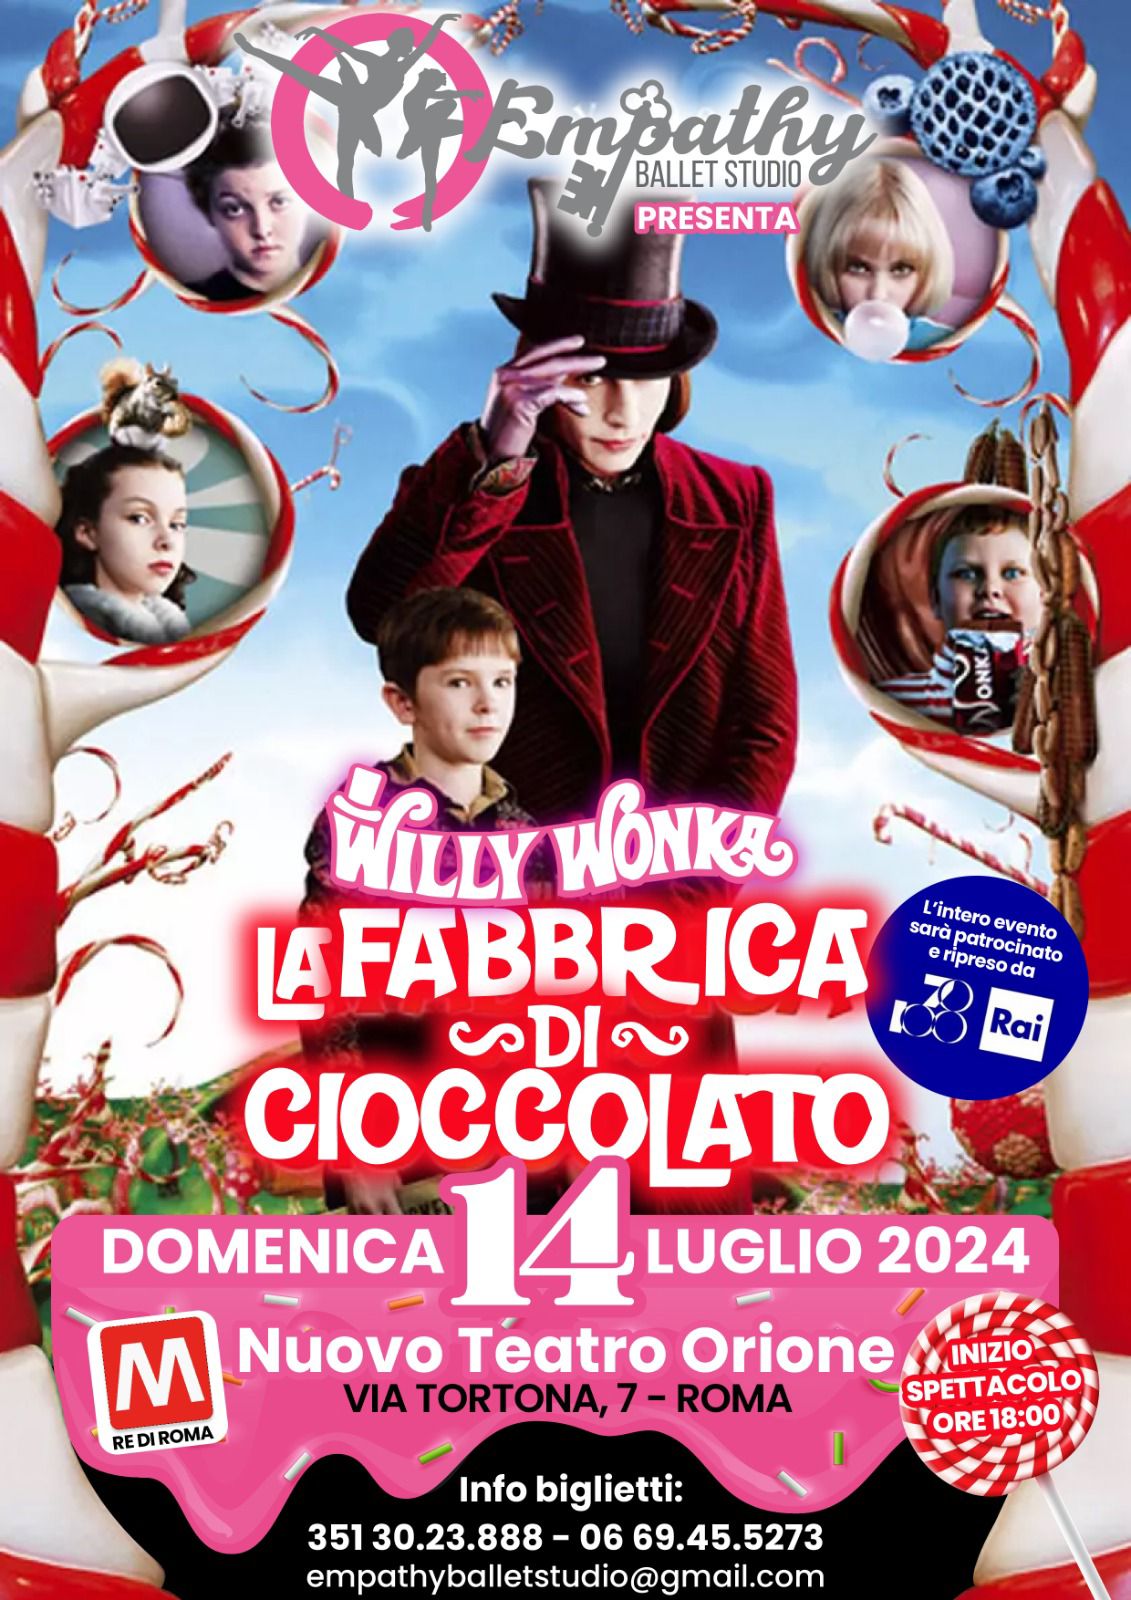 Empathy
BALLET STUDIO
PRESENTA
WONKA
WILLY WONKA
LA FABBRICA
DI
CIOCCOLATO
L'intero evento
sarà patrocinato
e ripreso da
Rai
DOMENICA 14 LUGLIO 2024
M
RE DI ROMA
Nuovo Teatro Orione
VIA TORTONA, 7 - ROMA
INIZIO
SPETTACOLO
ORE 18:00
Info biglietti:
351 30.23.888 - 06 69.45.5273
empathyballetstudio@gmail.com